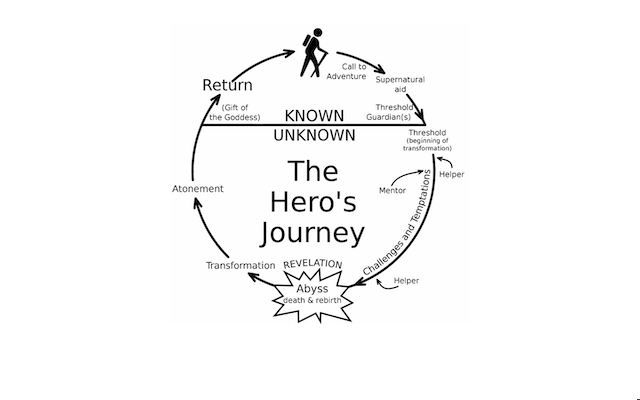 Call to
Adventure
Supernatural
aid
Return
(Gift of
the Goddess)
KNOWN
Threshold
Guardian(s)
UNKNOWN
Threshold
(beginning of
transformation)
Helper
Mentor
Challenges and Temptations
The
Hero's
Journey
Atonement
Transformation
REVELATION
Helper
Abyss
death & rebirth